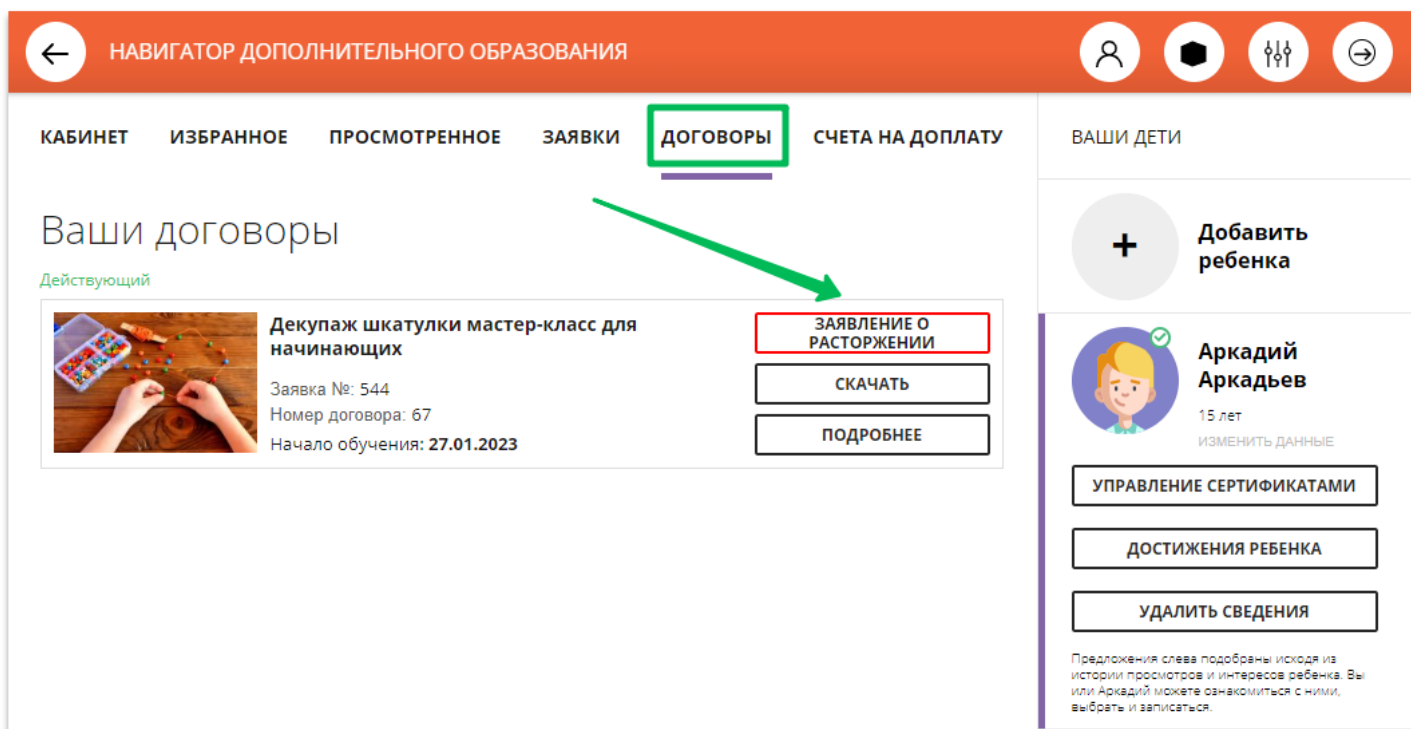 НАВИГАТОР ДОПОЛНИТЕЛЬНОГО ОБРАЗОВАНИЯ
КАБИНЕТ ИЗБРАННОЕ ПРОСМОТРЕННОЕ ЗАЯВКИ ДОГОВОРЫ СЧЕТА НА ДОПЛАТУ
Ваши договоры
Действующий
Декупаж шкатулки мастер-класс для
начинающих
Заявка №: 544
Номер договора: 67
Начало обучения: 27.01.2023
ЗАЯВЛЕНИЕ О
РАСТОРЖЕНИИ
СКАЧАТЬ
ПОДРОБНЕЕ
ВАШИ ДЕТИ
+
Добавить
ребенка
Аркадий
Аркадьев
15 лет
ИЗМЕНИТЬ ДАННЫЕ
УПРАВЛЕНИЕ СЕРТИФИКАТАМИ
ДОСТИЖЕНИЯ РЕБЕНКА
УДАЛИТЬ СВЕДЕНИЯ
Предложения слева подобраны исходя из
истории просмотров и интересов ребенка. Вы
или Аркадий можете ознакомиться с ними,
выбрать и записаться.